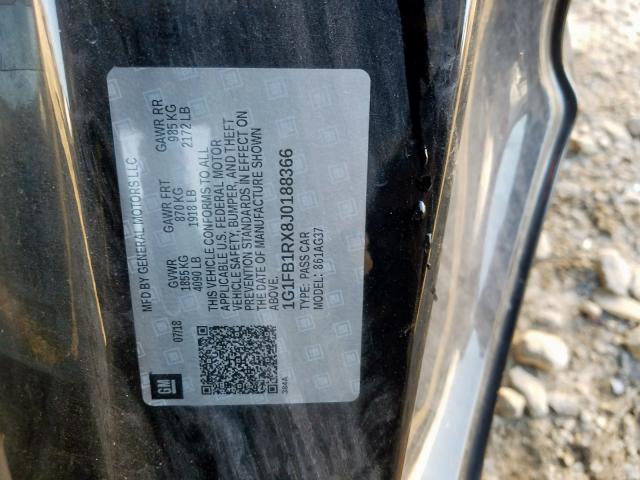 MFD BY GENERAL MOTORS LLC
07/18
GVWR GAWR FRT GAWR RR
1855 KG 870 KG 985 KG
4090 LB 1918 LB 2172 LB
THIS VEHICLE CONFORMS TO ALL
APPLICABLE U.S. FEDERAL MOTOR
VEHICLE SAFETY, BUMPER, AND THEFT
PREVENTION STANDARDS IN EFFECT ON
THE DATE OF MANUFACTURE SHOWN
ABOVE.
1G1FB1RX8J0188366
TYPE: PASS CAR
MODEL: 861AG37
GM
384A